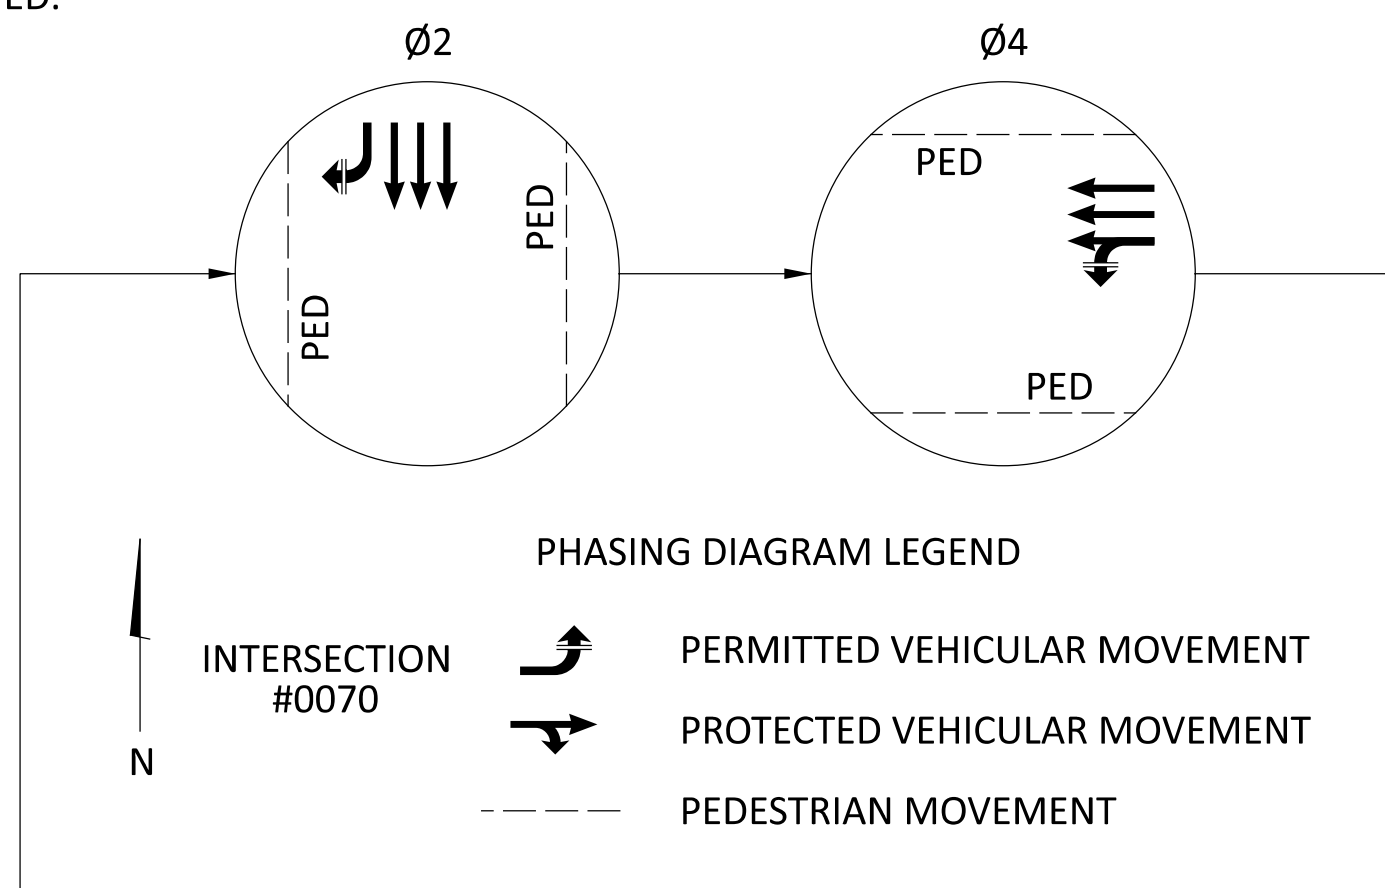 Ø2
Ø4
PED
PED
PED
PED
PHASING DIAGRAM LEGEND
INTERSECTION
#0070
PERMITTED VEHICULAR MOVEMENT
PROTECTED VEHICULAR MOVEMENT
N
PEDESTRIAN MOVEMENT